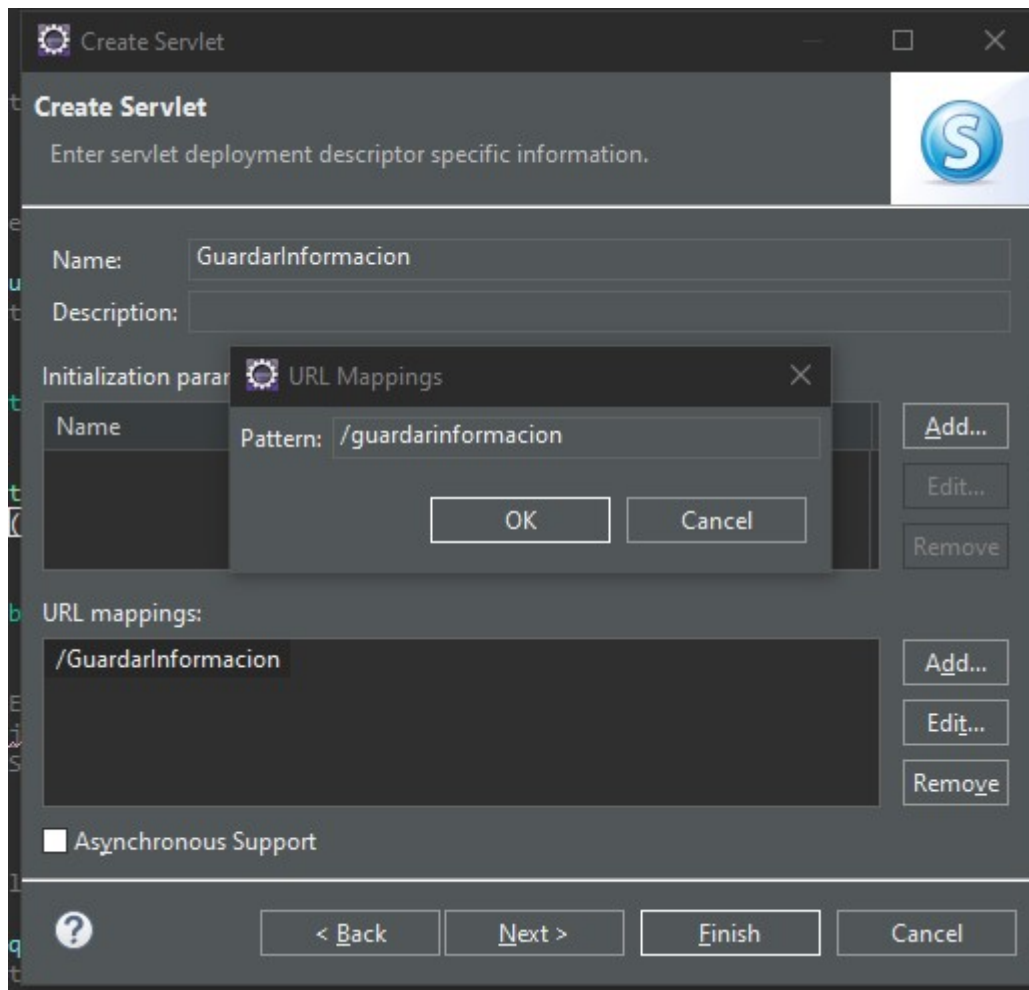 Create Servlet
Create Servlet
Enter servlet deployment descriptor specific information.
Name: GuardarInformacion
Description:
Initialization parar
URL Mappings
Name
Pattern: /guardarinformacion
Add...
Edit...
OK Cancel
Remove
URL mappings:
/GuardarInformacion
Add...
Edit...
Remove
Asynchronous Support
< Back Next > Finish Cancel